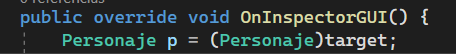 public override void OnInspectorGUI() {
Personaje p = (Personaje)target;